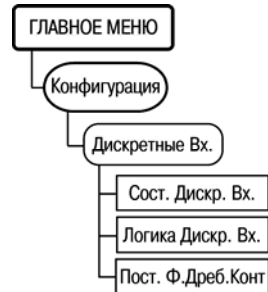 ГЛАВНОЕ МЕНЮ
Конфигурация
Дискретные Вх.
Сост. Дискр. Вх.
Логика Дискр. Вх.
Пост. Ф.Дреб.Конт